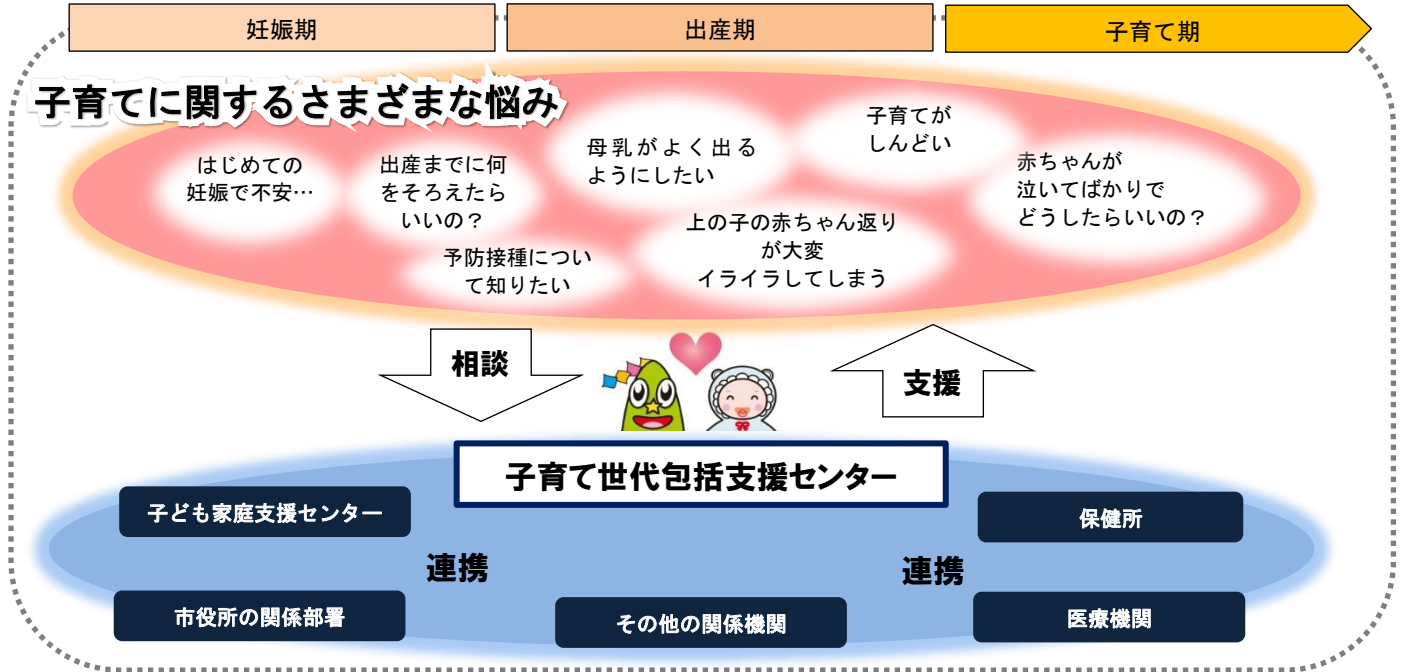 妊娠期
出産期
子育て期
子育てに関するさまざまな悩み
はじめての
妊娠で不安…
出産までに何
をそろえたら
いいの？
母乳がよく出る
ようにしたい
子育てが
しんどい
赤ちゃんが
泣いてばかりで
どうしたらいいの？
予防接種につい
て知りたい
上の子の赤ちゃん返り
が大変
イライラしてしまう
相談
支援
子育て世代包括支援センター
子ども家庭支援センター
保健所
連携
連携
市役所の関係部署
その他の関係機関
医療機関